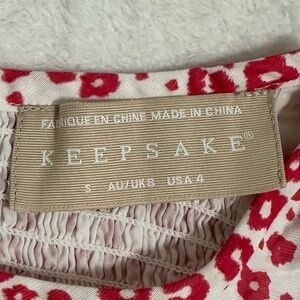 FABRIQUE EN CHINE MADE IN CHINA
KEEPSAKE®
S AU/UK8 USA 4